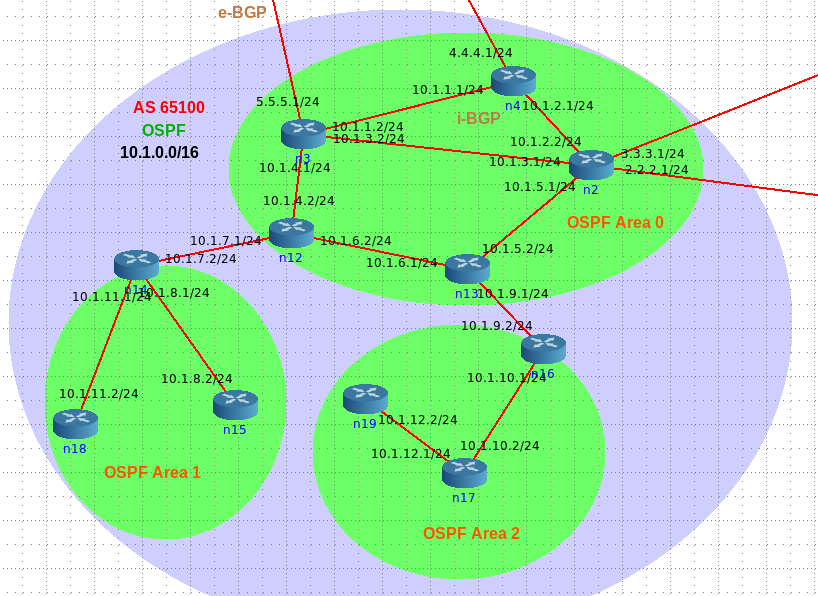 e-BGP
4.4.4.1/24
10.1.1.1/24
5.5.5.1/24
AS 65100
n4
10.1.2.1/24
i-BGP
10.1.1.2/24
OSPF
10.1.3.2/24
10.1.2.2/24
10.1.0.0/16
n3
10.1.3.1/24
3.3.3.1/24
10.1.4.1/24
2.2.2.1/24
10.1.5.1/24
n2
10.1.4.2/24
OSPF Area 0
10.1.7.1/24
10.1.6.2/24
10.1.5.2/24
n12
10.1.7.2/24
10.1.6.1/24
n14
10.1.11.1/24
10.1.8.1/24
n13
10.1.9.1/24
10.1.9.2/24
n16
10.1.8.2/24
10.1.10.1/24
10.1.11.2/24
n19
10.1.12.2/24
n15
n18
10.1.12.1/24
10.1.10.2/24
OSPF Area 1
n17
OSPF Area 2